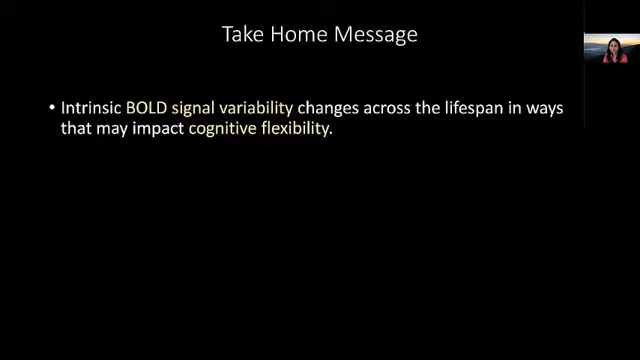 Take Home Message
• Intrinsic BOLD signal variability changes across the lifespan in ways
that may impact cognitive flexibility.